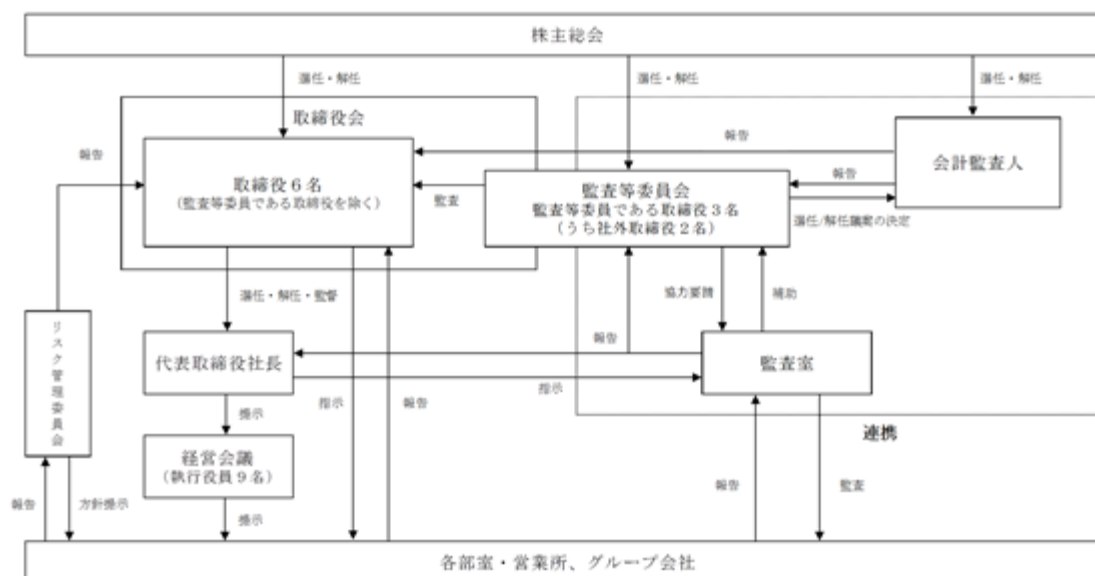 株主総会
選任・解任
選任・解任
選任・解任
取締役会
報告
報告
会計監査人
取締役6名
(監査等委員である取締役を除く)
監査
監査等委員会
監査等委員である取締役3名
(うち社外取締役2名)
報告
選任/解任議案の決定
選任・解任・監督
協力要請
補助
リスク管理委員会
代表取締役社長
報告
監査室
指示
提示
指示
報告
連携
経営会議
(執行役員9名)
報告
方針提示
提示
報告
監査
各部室・営業所、グループ会社